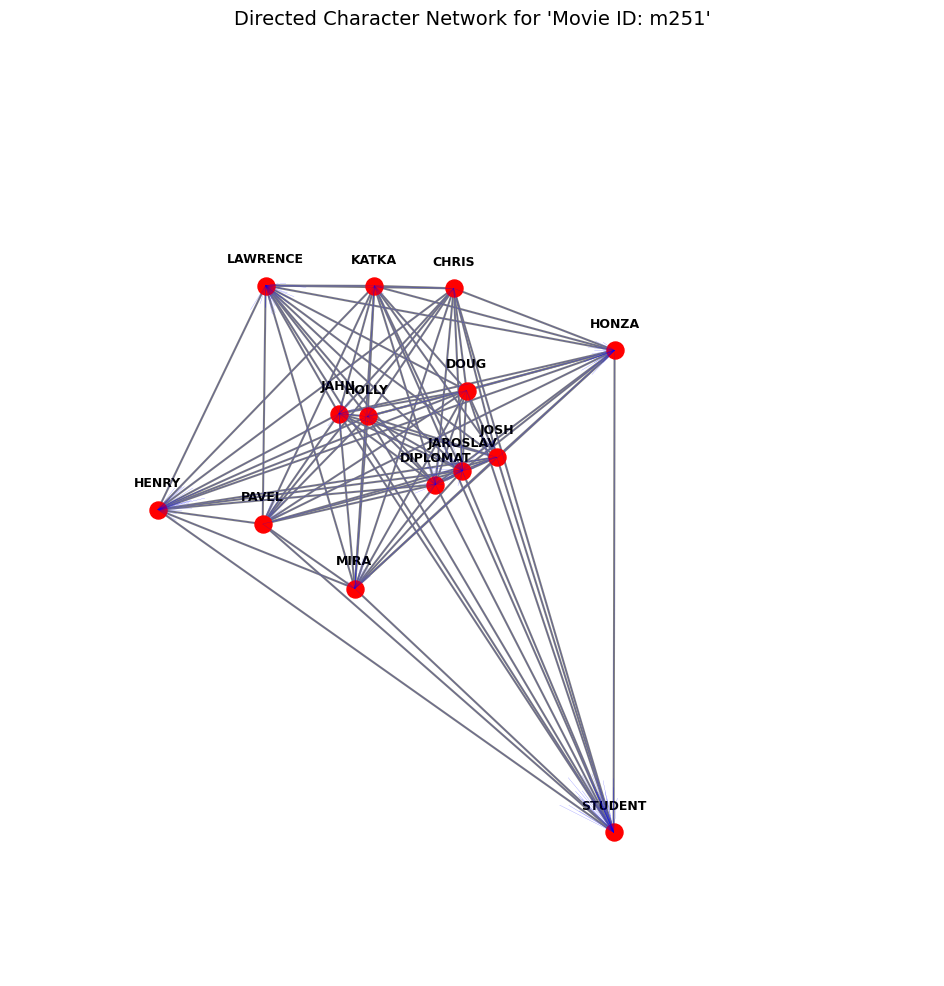 Directed Character Network for 'Movie ID: m251'
LAWRENCE
KATKA
CHRIS
HONZA
DOUG
JAHN
HOLLY
JOSH
JAROSLAV
DIPLOMAT
HENRY
PAVEL
MIRA
STUDENT